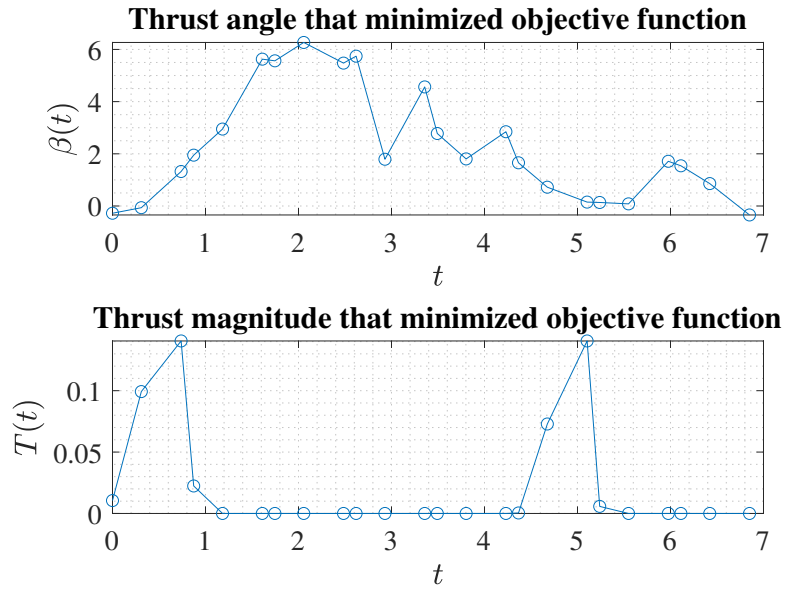 Thrust angle that minimized objective function
6
4
2
0
β(t)
0 1 2 3 4 5 6 7
t
Thrust magnitude that minimized objective function
0.1
0.05
0
T(t)
0 1 2 3 4 5 6 7
t